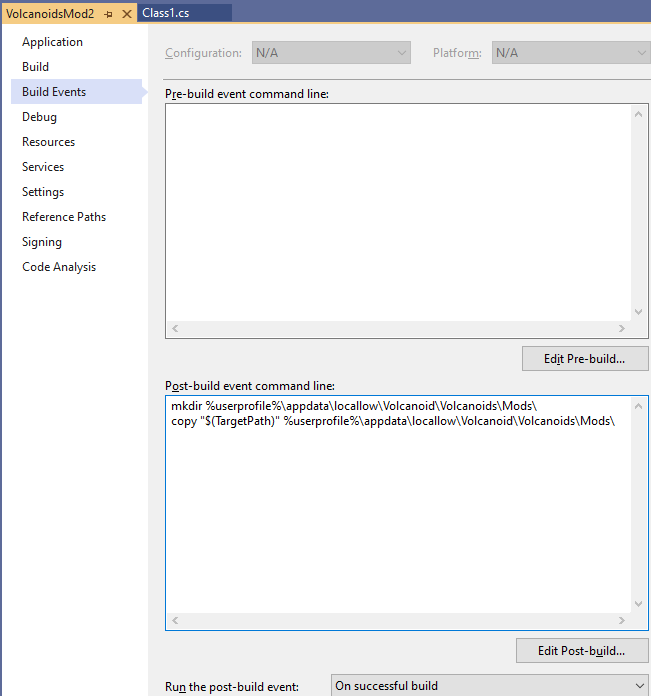 VolcanoidsMod2
Class1.cs
Application
Build
Build Events
Debug
Resources
Services
Settings
Reference Paths
Signing
Code Analysis
Configuration: N/A Platform: N/A
Pre-build event command line:
Edit Pre-build...
Post-build event command line:
mkdir %userprofile%\appdata\locallow\Volcanoid\Volcanoids\Mods\
copy "$(TargetPath)" %userprofile%\appdata\locallow\Volcanoid\Volcanoids\Mods\
Edit Post-build...
Run the post-build event: On successful build